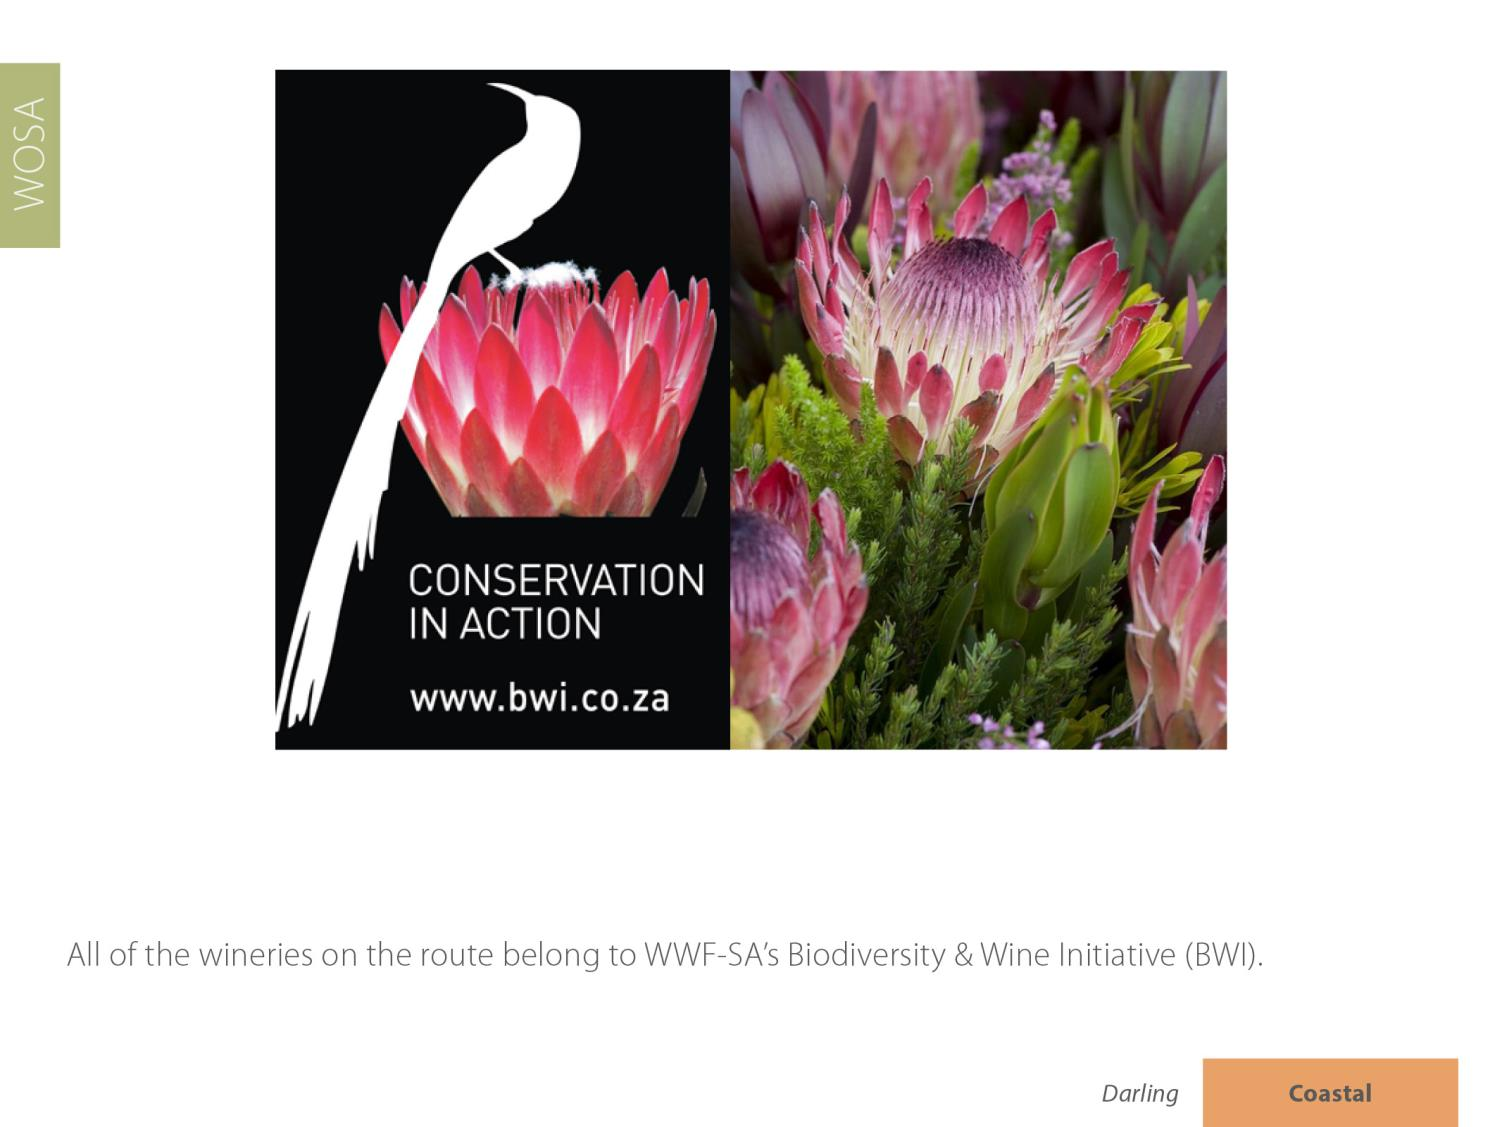 WOSA
CONSERVATION
IN ACTION
www.bwi.co.za
All of the wineries on the route belong to WWF-SA’s Biodiversity & Wine Initiative (BWI).
Darling
Coastal